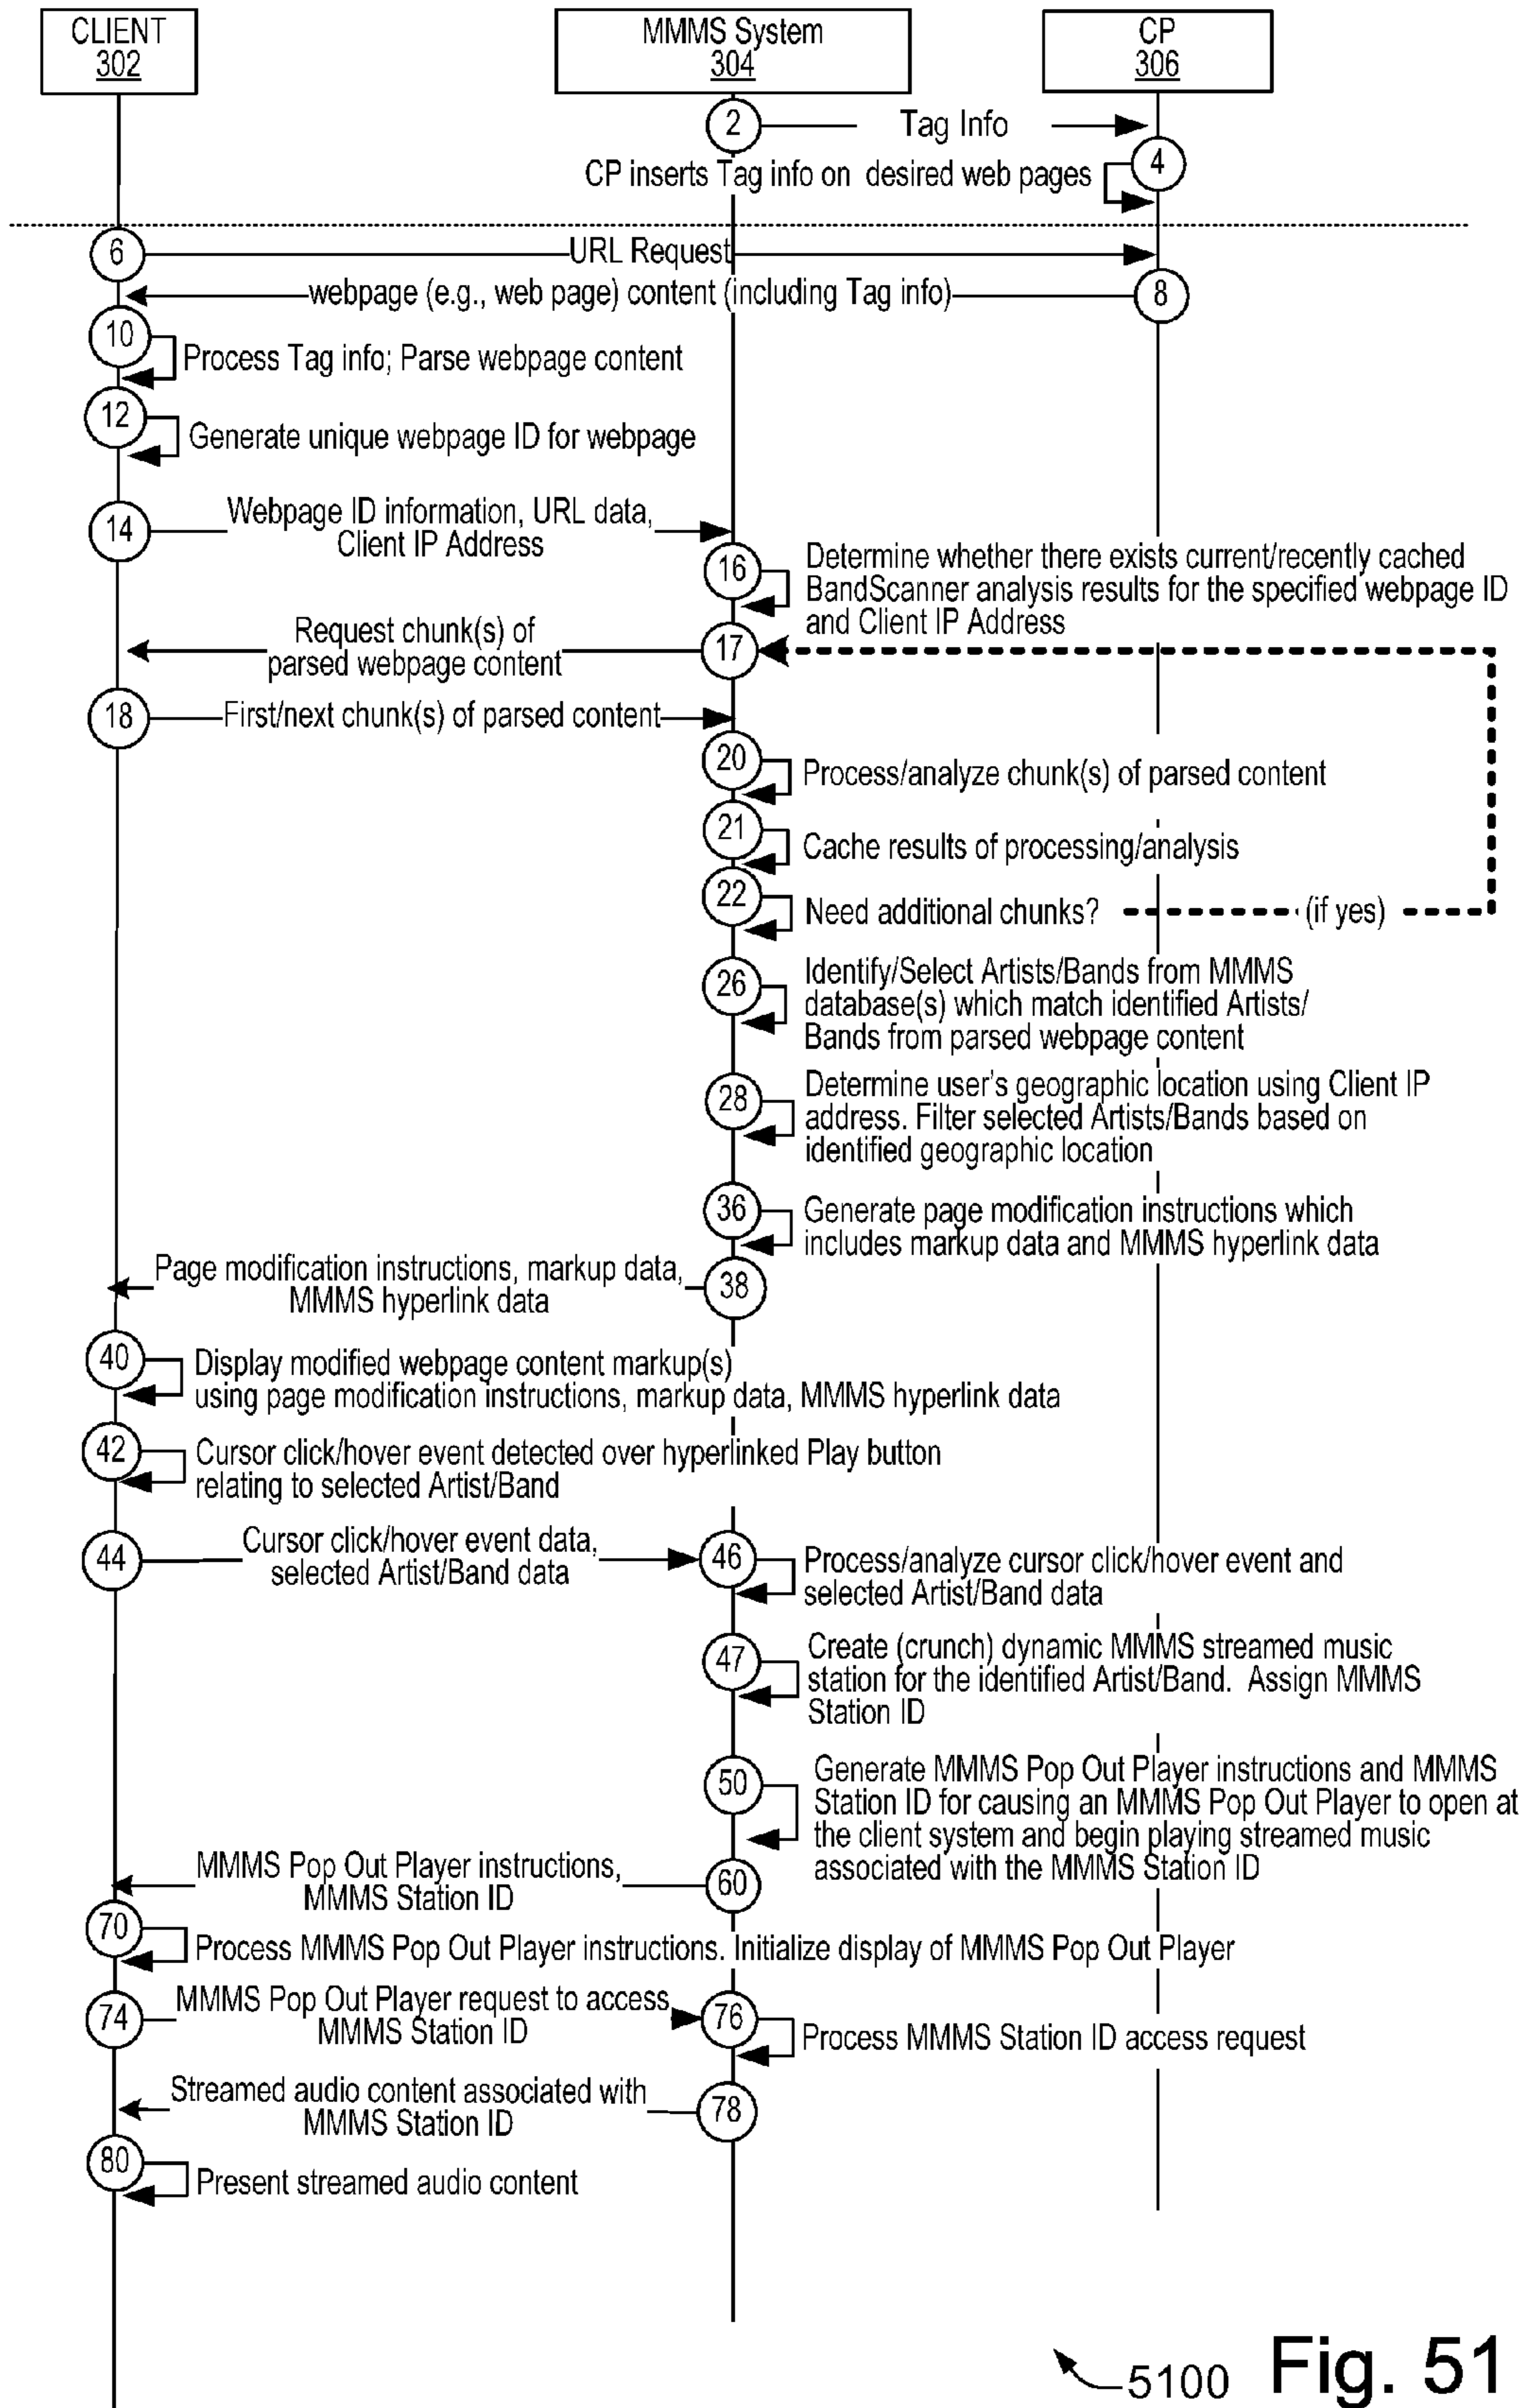 CLIENT
302
MMMS System
304
CP
306
2
Tag Info
4
CP inserts Tag info on desired web pages
6
URL Request
webpage (e.g., web page) content (including Tag info)
8
10
Process Tag info; Parse webpage content
12
Generate unique webpage ID for webpage
14
Webpage ID information, URL data,
Client IP Address
16
Determine whether there exists current/recently cached
BandScanner analysis results for the specified webpage ID
and Client IP Address
Request chunk(s) of
parsed webpage content
17
18
First/next chunk(s) of parsed content
20
Process/analyze chunk(s) of parsed content
21
Cache results of processing/analysis
22
Need additional chunks?
(if yes)
26
Identify/Select Artists/Bands from MMMS
database(s) which match identified Artists/
Bands from parsed webpage content
28
Determine user's geographic location using Client IP
address. Filter selected Artists/Bands based on
identified geographic location
36
Generate page modification instructions which
includes markup data and MMMS hyperlink data
Page modification instructions, markup data,
MMMS hyperlink data
38
40
Display modified webpage content markup(s)
using page modification instructions, markup data, MMMS hyperlink data
42
Cursor click/hover event detected over hyperlinked Play button
relating to selected Artist/Band
44
Cursor click/hover event data,
selected Artist/Band data
46
Process/analyze cursor click/hover event and
selected Artist/Band data
47
Create (crunch) dynamic MMMS streamed music
station for the identified Artist/Band. Assign MMMS
Station ID
50
Generate MMMS Pop Out Player instructions and MMMS
Station ID for causing an MMMS Pop Out Player to open at
the client system and begin playing streamed music
associated with the MMMS Station ID
MMMS Pop Out Player instructions,
MMMS Station ID
60
70
Process MMMS Pop Out Player instructions. Initialize display of MMMS Pop Out Player
74
MMMS Pop Out Player request to access
MMMS Station ID
76
Process MMMS Station ID access request
Streamed audio content associated with
MMMS Station ID
78
80
Present streamed audio content
5100
Fig. 51